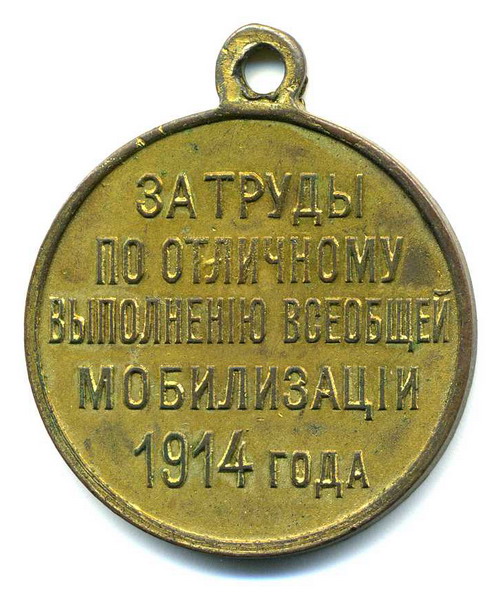 ЗА ТРУДЫ
ПО ОТЛИЧНОМУ
ВЫПОЛНЕНІЮ ВСЕОБЩЕЙ
МОБИЛИЗАЦІИ
1914 ГОДА